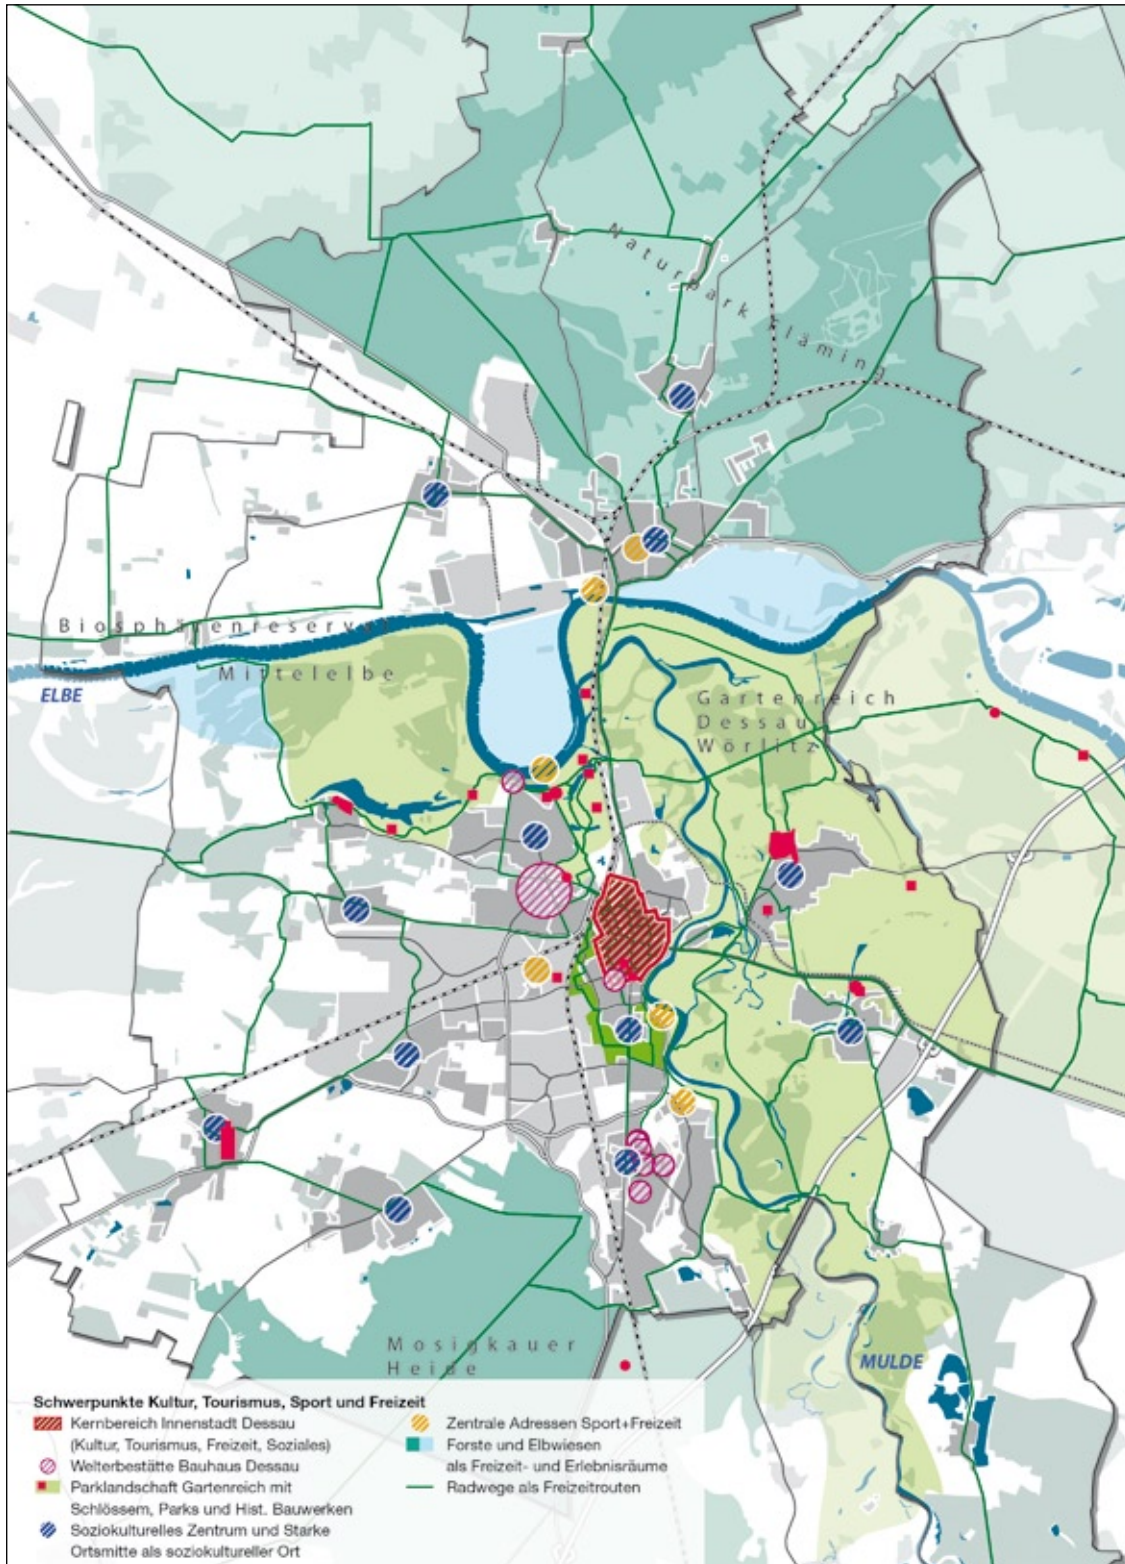 Naturpark Fläming
Biosphärenreservat
Mittelelbe
ELBE
Gartenreich
Dessau
Wörlitz
Mosigkauer
Heide
MULDE
Schwerpunkte Kultur, Tourismus, Sport und Freizeit
Kernbereich Innenstadt Dessau
(Kultur, Tourismus, Freizeit, Soziales)
Welterbestätte Bauhaus Dessau
Parklandschaft Gartenreich mit
Schlössern, Parks und Hist. Bauwerken
Soziokulturelles Zentrum und Starke
Ortsmitte als soziokultureller Ort
Zentrale Adressen Sport+Freizeit
Forste und Elbwiesen
als Freizeit- und Erlebnisräume
Radwege als Freizeitrouten